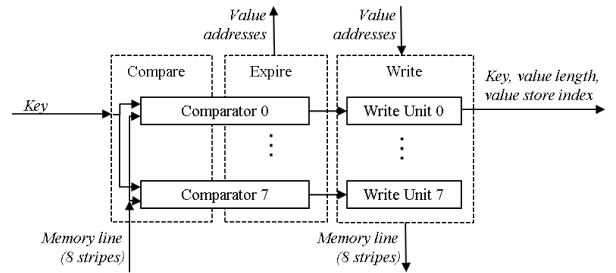 Value
addresses
Value
addresses
Compare
Expire
Write
Key, value length,
value store index
Key
Comparator 0
Write Unit 0
Comparator 7
Write Unit 7
Memory line
(8 stripes)
Memory line
(8 stripes)